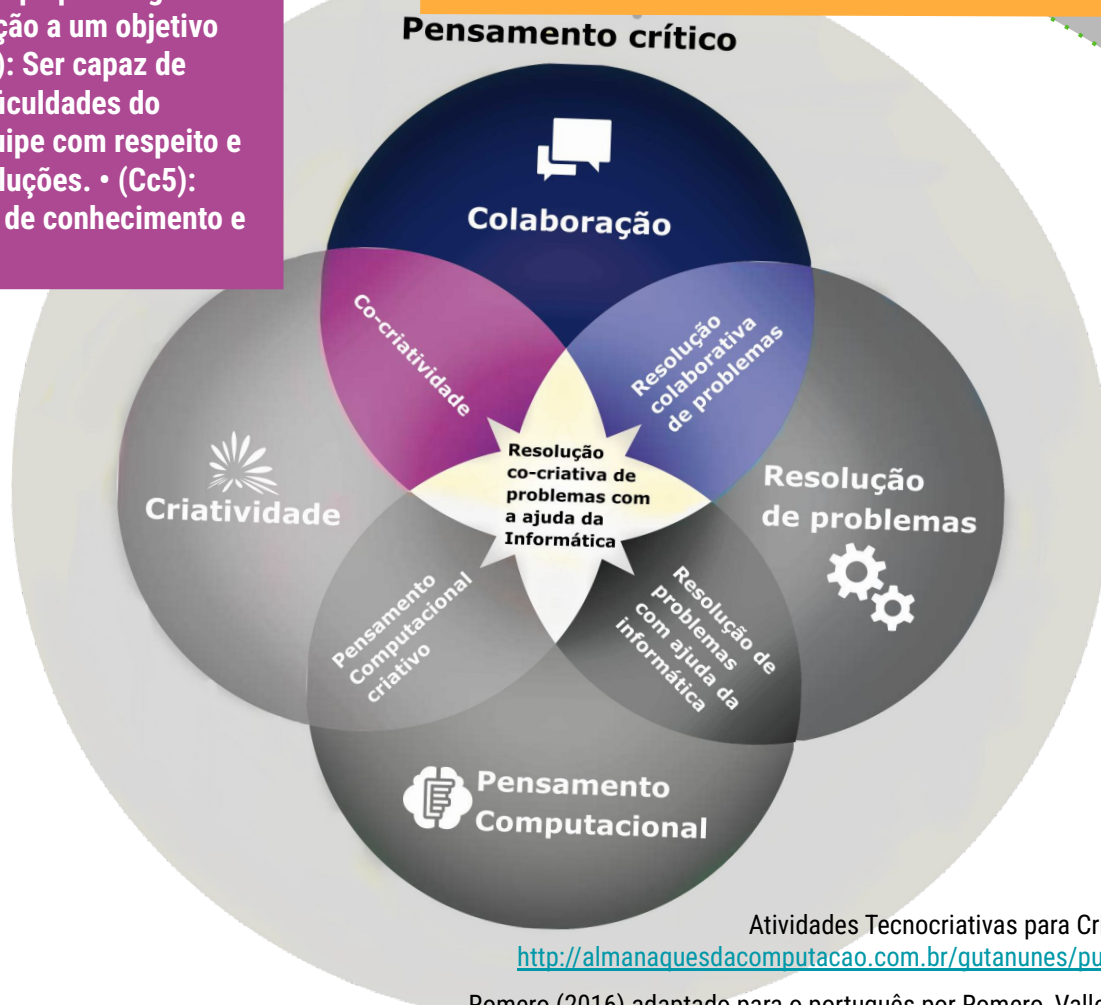 ção a um objetivo
): Ser capaz de
culdades do
uipe com respeito e
luções. • (Cc5):
de conhecimento e
Pensamento crítico
Colaboração
Co-criatividade
Resolução
colaborativa
de problemas
Resolução
co-criativa de
problemas com
a ajuda da
Informática
Criatividade
Resolução
de problemas
Pensamento
Computacional
criativo
Resolução de
problemas
com ajuda da
informática
Pensamento
Computacional
Atividades Tecnocriativas para Cr
http://almanaquesdacomputacao.com.br/gutanunes/pu
Romero (2016) adaptado para o português por Romero, Valle